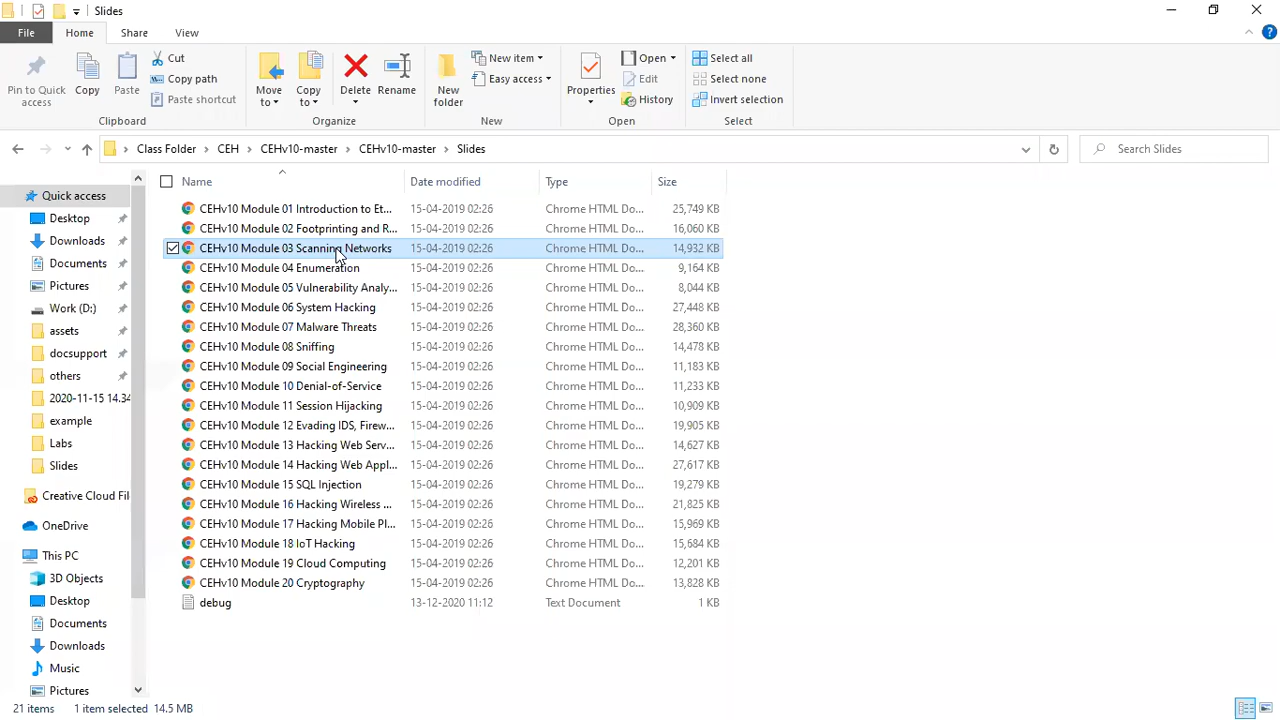 Slides
File Home Share View
Pin to Quick access
Copy
Paste
Cut
Copy path
Paste shortcut
Clipboard
Move to
Copy to
Delete
Rename
Organize
New folder
New item
Easy access
New
Properties
Open
Edit
History
Open
Select all
Select none
Invert selection
Select
Class Folder CEH CEHv10-master CEHv10-master Slides
Search Slides
Quick access
Desktop
Downloads
Documents
Pictures
Work (D:)
assets
docsupport
others
2020-11-15 14.34
example
Labs
Slides
Creative Cloud Fil
OneDrive
This PC
3D Objects
Desktop
Documents
Downloads
Music
Pictures
Name Date modified Type Size
CEHv10 Module 01 Introduction to Et... 15-04-2019 02:26 Chrome HTML Do... 25,749 KB
CEHv10 Module 02 Footprinting and R... 15-04-2019 02:26 Chrome HTML Do... 16,060 KB
CEHv10 Module 03 Scanning Networks 15-04-2019 02:26 Chrome HTML Do... 14,932 KB
CEHv10 Module 04 Enumeration 15-04-2019 02:26 Chrome HTML Do... 9,164 KB
CEHv10 Module 05 Vulnerability Analy... 15-04-2019 02:26 Chrome HTML Do... 8,044 KB
CEHv10 Module 06 System Hacking 15-04-2019 02:26 Chrome HTML Do... 27,448 KB
CEHv10 Module 07 Malware Threats 15-04-2019 02:26 Chrome HTML Do... 28,360 KB
CEHv10 Module 08 Sniffing 15-04-2019 02:26 Chrome HTML Do... 14,478 KB
CEHv10 Module 09 Social Engineering 15-04-2019 02:26 Chrome HTML Do... 11,183 KB
CEHv10 Module 10 Denial-of-Service 15-04-2019 02:26 Chrome HTML Do... 11,233 KB
CEHv10 Module 11 Session Hijacking 15-04-2019 02:26 Chrome HTML Do... 10,909 KB
CEHv10 Module 12 Evading IDS, Firew... 15-04-2019 02:26 Chrome HTML Do... 19,905 KB
CEHv10 Module 13 Hacking Web Serv... 15-04-2019 02:26 Chrome HTML Do... 14,627 KB
CEHv10 Module 14 Hacking Web Appl... 15-04-2019 02:26 Chrome HTML Do... 27,617 KB
CEHv10 Module 15 SQL Injection 15-04-2019 02:26 Chrome HTML Do... 19,279 KB
CEHv10 Module 16 Hacking Wireless ... 15-04-2019 02:26 Chrome HTML Do... 21,825 KB
CEHv10 Module 17 Hacking Mobile Pl... 15-04-2019 02:26 Chrome HTML Do... 15,969 KB
CEHv10 Module 18 IoT Hacking 15-04-2019 02:26 Chrome HTML Do... 15,684 KB
CEHv10 Module 19 Cloud Computing 15-04-2019 02:26 Chrome HTML Do... 12,201 KB
CEHv10 Module 20 Cryptography 15-04-2019 02:26 Chrome HTML Do... 13,828 KB
debug 13-12-2020 11:12 Text Document 1 KB
21 items 1 item selected 14.5 MB